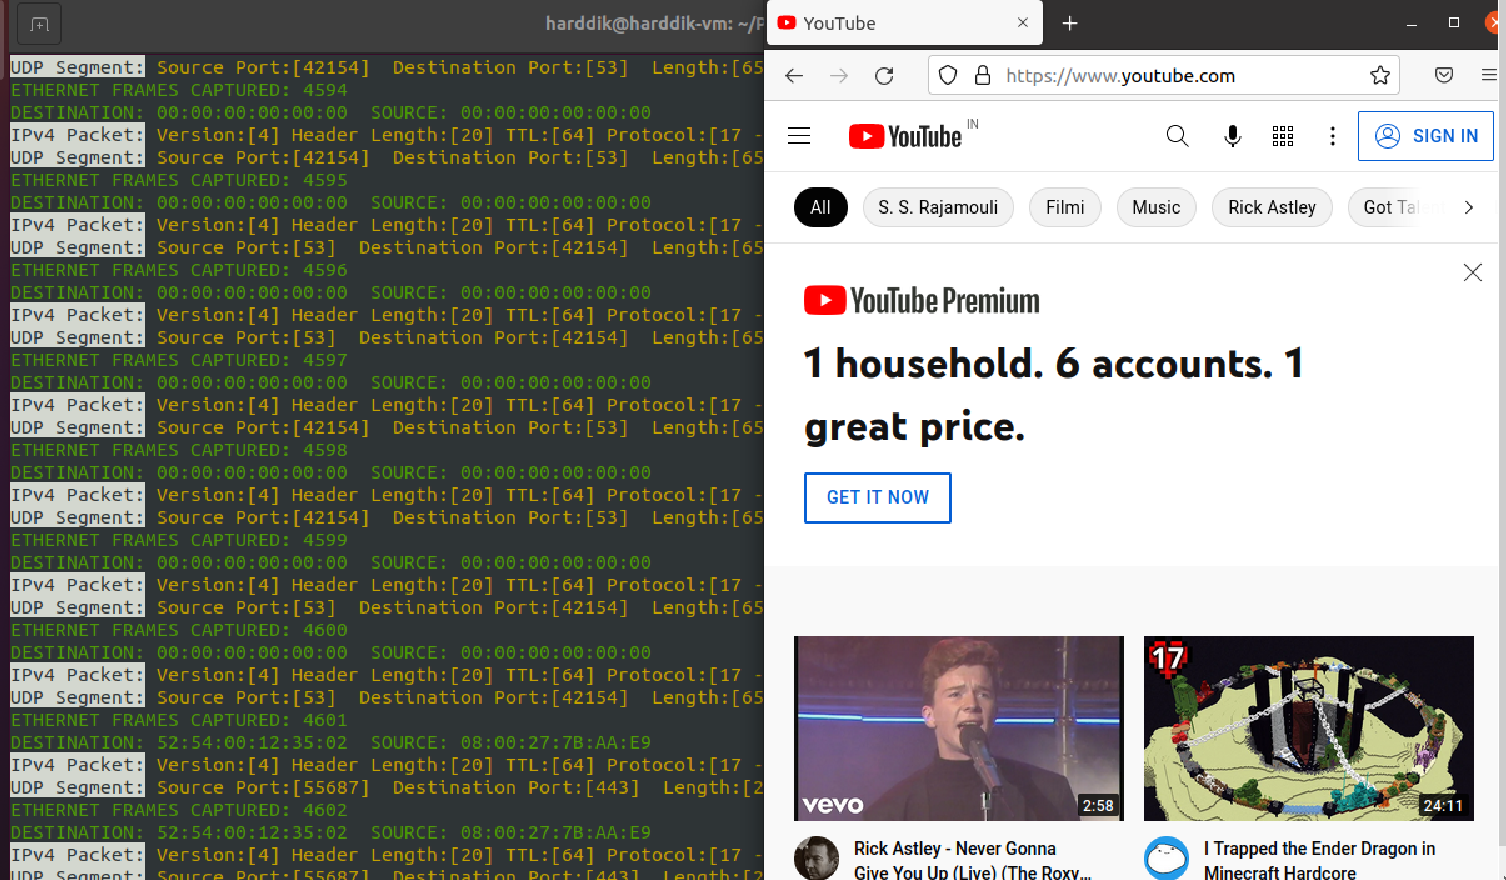 harddik@harddik-vm: ~/P
UDP Segment: Source Port:[42154]  Destination Port:[53]  Length:[65
ETHERNET FRAMES CAPTURED: 4594
DESTINATION: 00:00:00:00:00:00  SOURCE: 00:00:00:00:00:00
IPv4 Packet: Version:[4] Header Length:[20] TTL:[64] Protocol:[17 -
UDP Segment: Source Port:[42154]  Destination Port:[53]  Length:[65
ETHERNET FRAMES CAPTURED: 4595
DESTINATION: 00:00:00:00:00:00  SOURCE: 00:00:00:00:00:00
IPv4 Packet: Version:[4] Header Length:[20] TTL:[64] Protocol:[17 -
UDP Segment: Source Port:[53]  Destination Port:[42154]  Length:[65
ETHERNET FRAMES CAPTURED: 4596
DESTINATION: 00:00:00:00:00:00  SOURCE: 00:00:00:00:00:00
IPv4 Packet: Version:[4] Header Length:[20] TTL:[64] Protocol:[17 -
UDP Segment: Source Port:[53]  Destination Port:[42154]  Length:[65
ETHERNET FRAMES CAPTURED: 4597
DESTINATION: 00:00:00:00:00:00  SOURCE: 00:00:00:00:00:00
IPv4 Packet: Version:[4] Header Length:[20] TTL:[64] Protocol:[17 -
UDP Segment: Source Port:[42154]  Destination Port:[53]  Length:[65
ETHERNET FRAMES CAPTURED: 4598
DESTINATION: 00:00:00:00:00:00  SOURCE: 00:00:00:00:00:00
IPv4 Packet: Version:[4] Header Length:[20] TTL:[64] Protocol:[17 -
UDP Segment: Source Port:[42154]  Destination Port:[53]  Length:[65
ETHERNET FRAMES CAPTURED: 4599
DESTINATION: 00:00:00:00:00:00  SOURCE: 00:00:00:00:00:00
IPv4 Packet: Version:[4] Header Length:[20] TTL:[64] Protocol:[17 -
UDP Segment: Source Port:[53]  Destination Port:[42154]  Length:[65
ETHERNET FRAMES CAPTURED: 4600
DESTINATION: 00:00:00:00:00:00  SOURCE: 00:00:00:00:00:00
IPv4 Packet: Version:[4] Header Length:[20] TTL:[64] Protocol:[17 -
UDP Segment: Source Port:[53]  Destination Port:[42154]  Length:[65
ETHERNET FRAMES CAPTURED: 4601
DESTINATION: 52:54:00:12:35:02  SOURCE: 08:00:27:7B:AA:E9
IPv4 Packet: Version:[4] Header Length:[20] TTL:[64] Protocol:[17 -
UDP Segment: Source Port:[55687]  Destination Port:[443]  Length:[2
ETHERNET FRAMES CAPTURED: 4602
DESTINATION: 52:54:00:12:35:02  SOURCE: 08:00:27:7B:AA:E9
IPv4 Packet: Version:[4] Header Length:[20] TTL:[64] Protocol:[17 -
UDP Segment: Source Port:[55687]  Destination Port:[443]  Length:[2
YouTube
https://www.youtube.com
YouTube IN
SIGN IN
All
S. S. Rajamouli
Filmi
Music
Rick Astley
Got Talent
YouTube Premium
1 household. 6 accounts. 1
great price.
GET IT NOW
vevo
2:58
17
24:11
Rick Astley - Never Gonna
Give You Up (Live) (The Roxy...
I Trapped the Ender Dragon in
Minecraft Hardcore